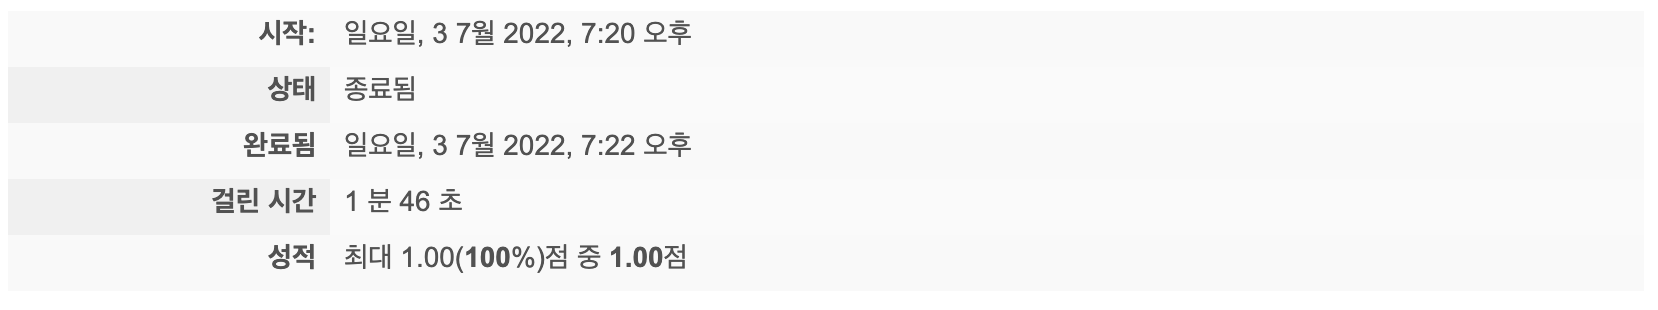 시작: 일요일, 3 7월 2022, 7:20 오후
상태 종료됨
완료됨 일요일, 3 7월 2022, 7:22 오후
걸린 시간 1 분 46 초
성적 최대 1.00(100%)점 중 1.00점